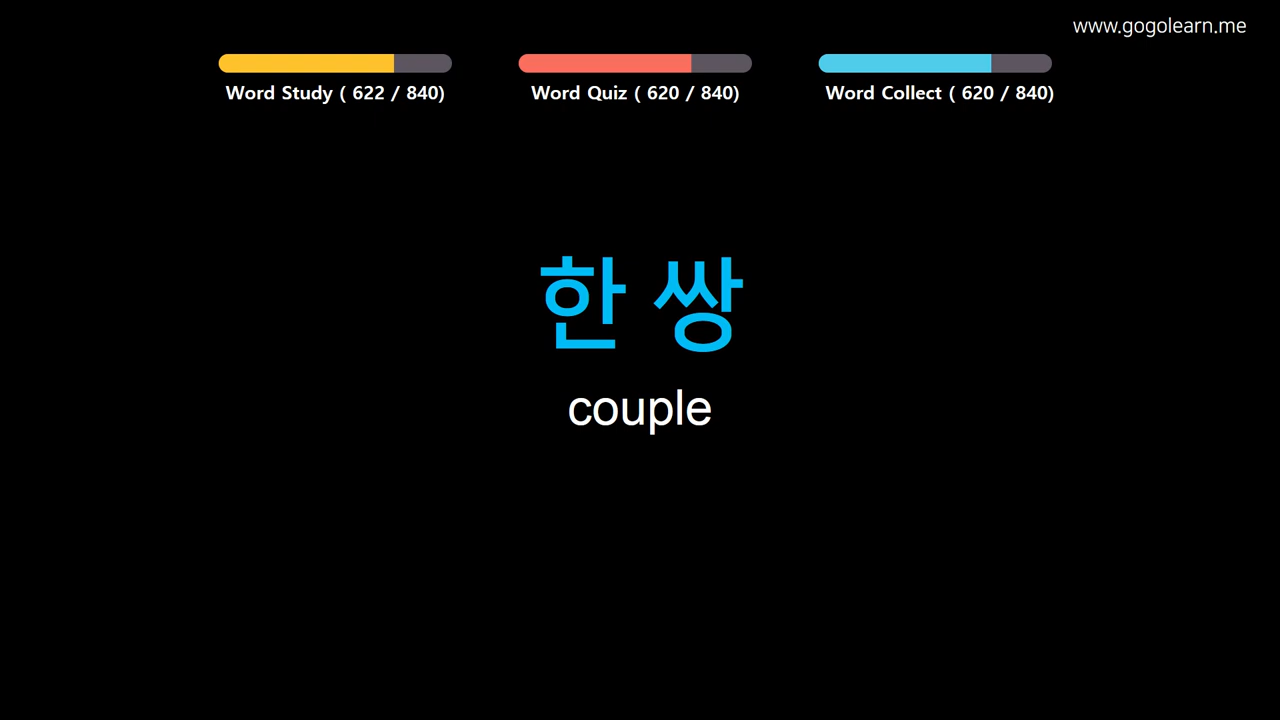 www.gogolearn.me
Word Study ( 622 / 840)
Word Quiz ( 620 / 840)
Word Collect ( 620 / 840)
한 쌍
couple